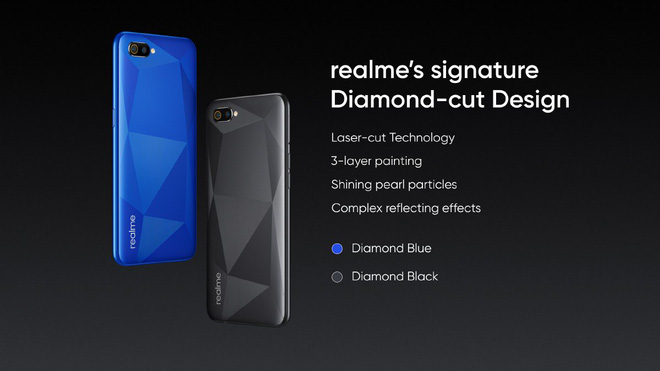 realme's signature
Diamond-cut Design
Laser-cut Technology
3-layer painting
Shining pearl particles
Complex reflecting effects
Diamond Blue
Diamond Black
realme
realme